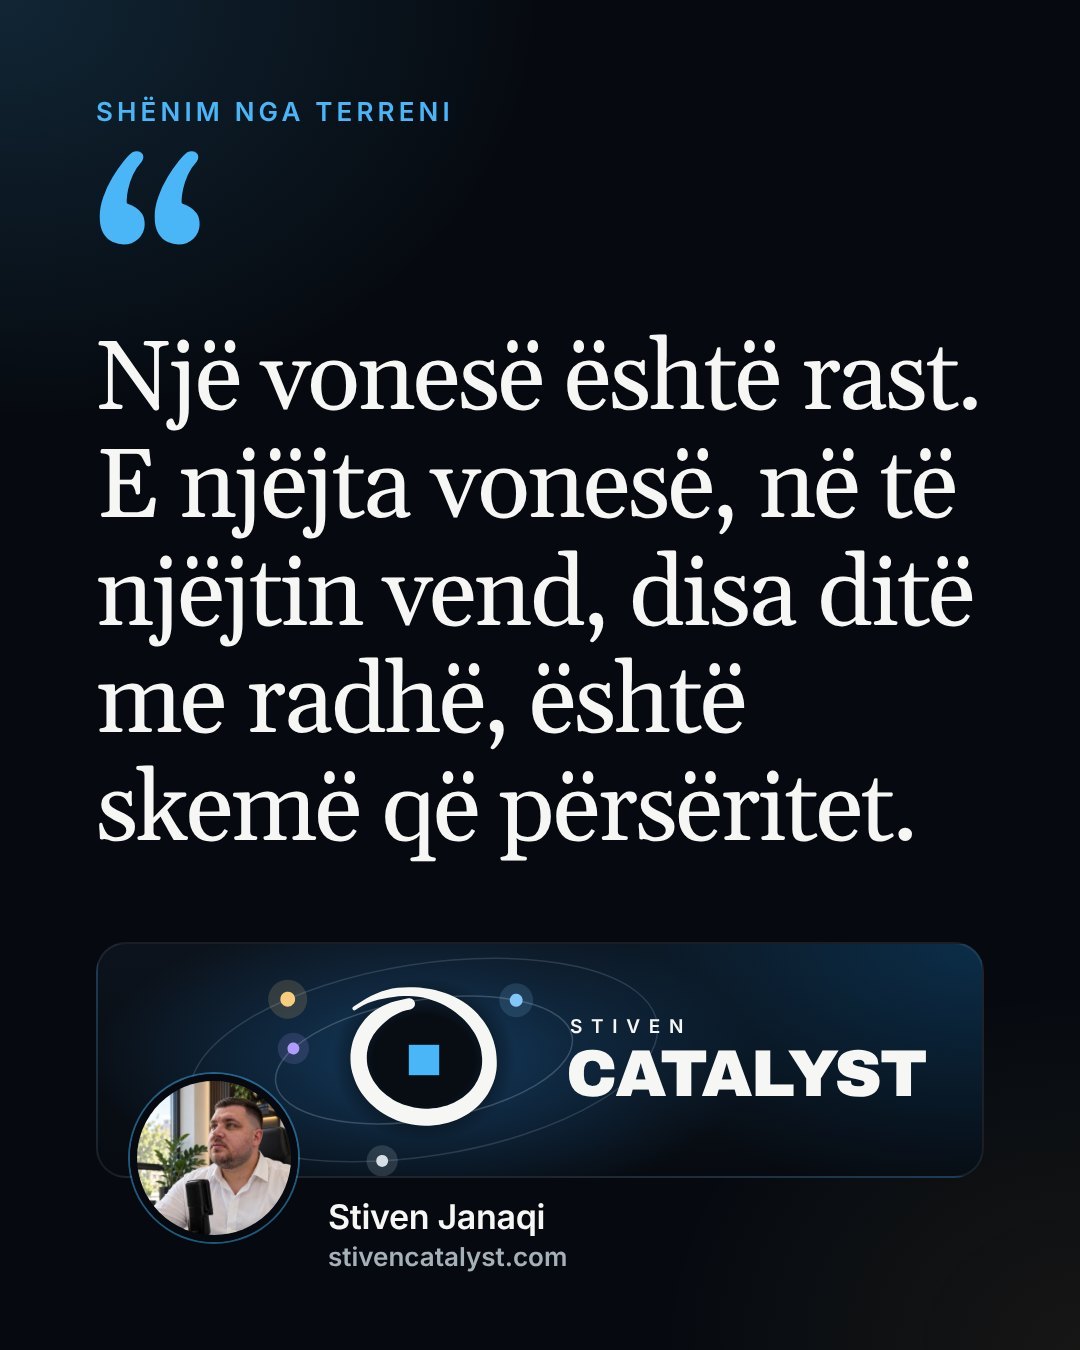 SHËNIM NGA TERRENI
“
Një vonesë është rast.
E njëjta vonesë, në të
njëjtin vend, disa ditë
me radhë, është
skemë që përsëritet.
STIVEN
CATALYST
Stiven Janaqi
stivencatalyst.com